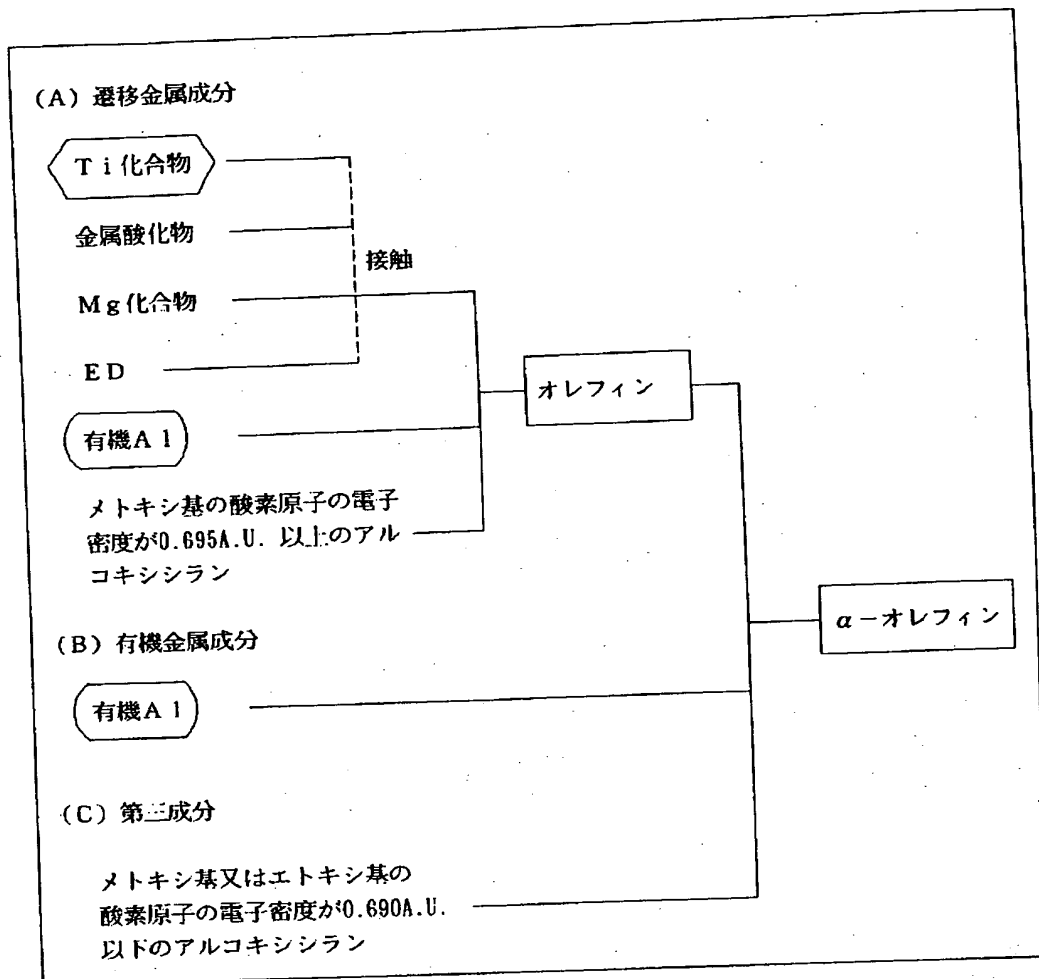 (A) 遷移金属成分
Ti化合物
金属酸化物
接触
Mg化合物
ED
オレフィン
有機Al
メトキシ基の酸素原子の電子
密度が0.695A.U. 以上のアル
コキシシラン
α-オレフィン
(B) 有機金属成分
有機Al
(C) 第三成分
メトキシ基又はエトキシ基の
酸素原子の電子密度が0.690A.U.
以下のアルコキシシラン